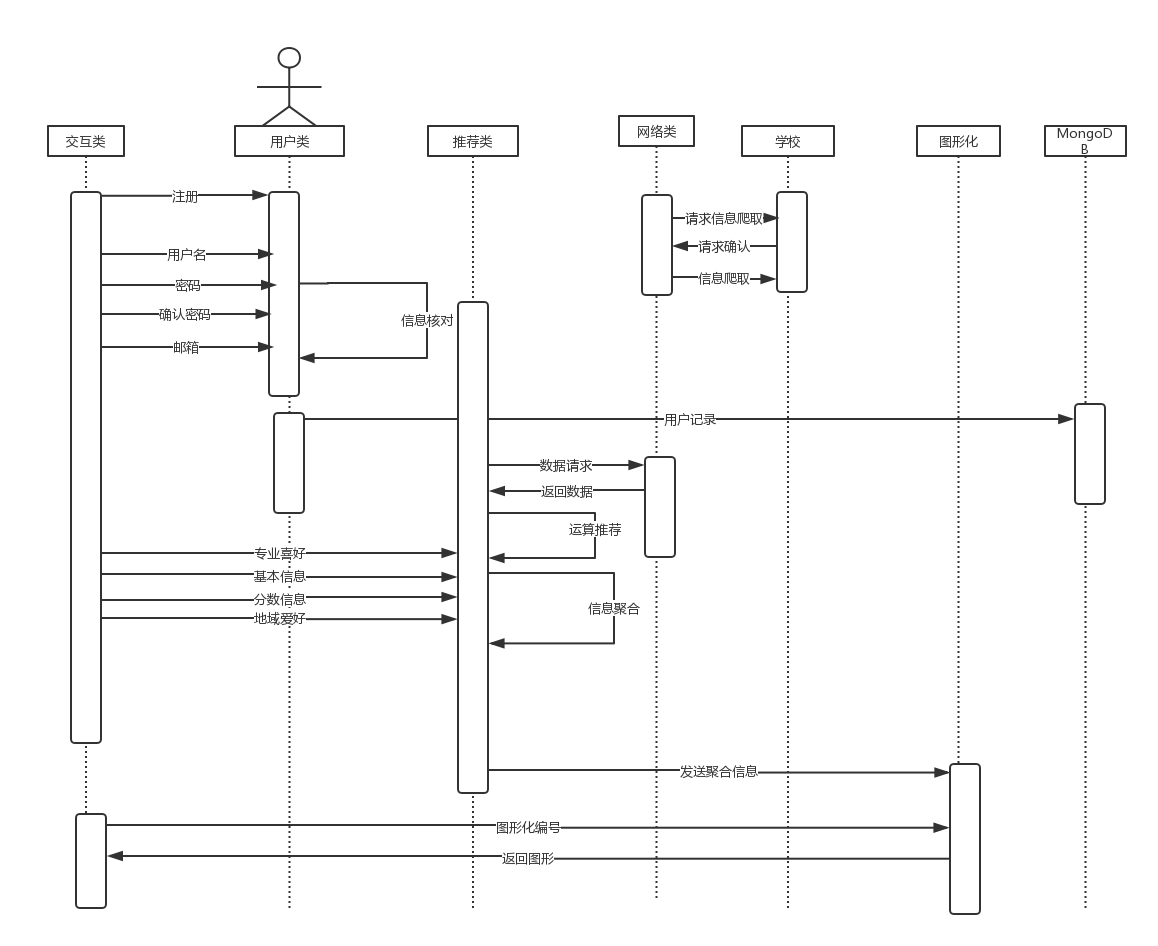 交互类
用户类
推荐类
网络类
学校
图形化
MongoD
B
注册
请求信息爬取
请求确认
用户名
信息爬取
密码
确认密码
信息核对
邮箱
用户记录
数据请求
返回数据
运算推荐
专业喜好
基本信息
分数信息
信息聚合
地域爱好
发送聚合信息
图形化编号
返回图形